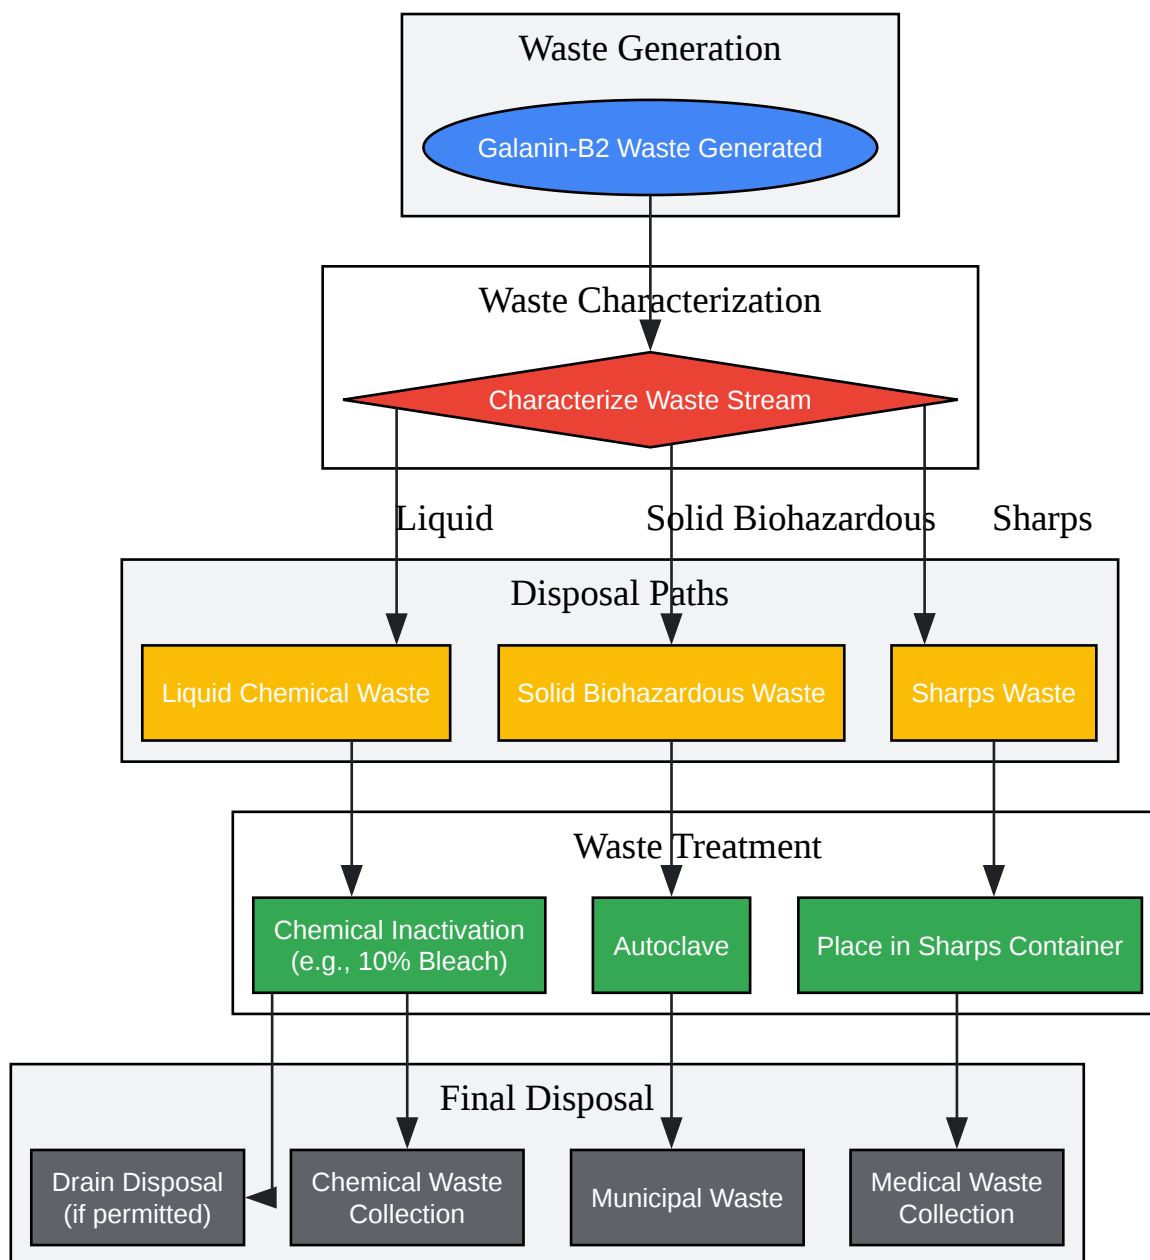 Waste Generation
Galanin-B2 Waste Generated
Waste Characterization
Characterize Waste Stream
Liquid
Solid Biohazardous
Sharps
Disposal Paths
Liquid Chemical Waste
Solid Biohazardous Waste
Sharps Waste
Waste Treatment
Chemical Inactivation
(e.g., 10% Bleach)
Autoclave
Place in Sharps Container
Final Disposal
Drain Disposal
(if permitted)
Chemical Waste
Collection
Municipal Waste
Medical Waste
Collection